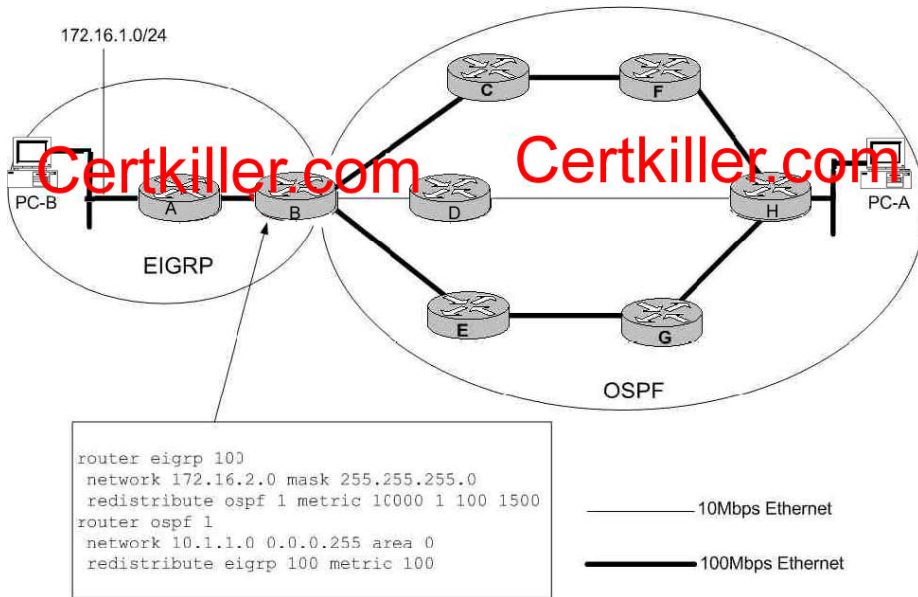 172.16.1.0/24
C
F
Certkiller.com
Certkiller.com
PC-B
A
B
D
H
PC-A
EIGRP
E
G
OSPF
router eigrp 100
network 172.16.2.0 mask 255.255.255.0
redistribute ospf 1 metric 10000 1 100 1500
router ospf 1
network 10.1.1.0 0.0.0.255 area 0
redistribute eigrp 100 metric 100
10Mbps Ethernet
100Mbps Ethernet